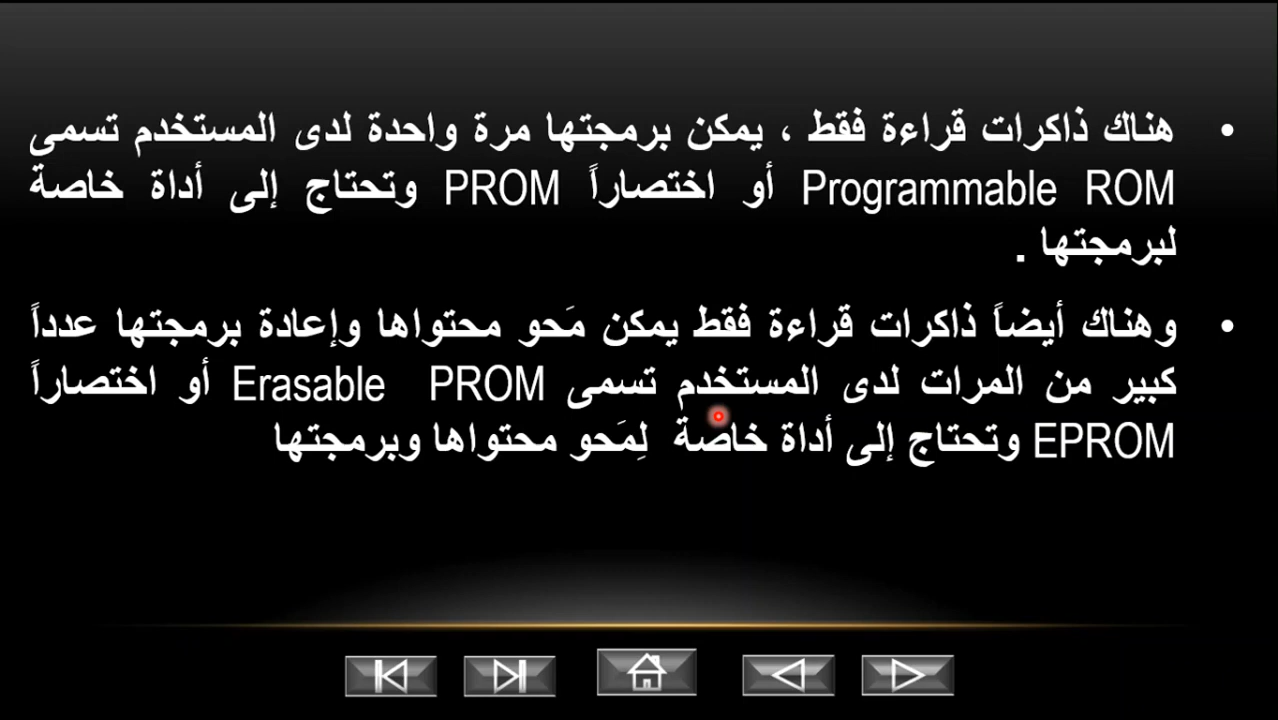 • هناك ذاكرات قراءة فقط ، يمكن برمجتها مرة واحدة لدى المستخدم تسمى
Programmable ROM أو اختصاراً PROM وتحتاج إلى أداة خاصة
لبرمجتها .
• وهناك أيضاً ذاكرات قراءة فقط يمكن مَحو محتواها وإعادة برمجتها عدداً
كبير من المرات لدى المستخدم تسمى Erasable PROM أو اختصاراً
EPROM وتحتاج إلى أداة خاصة لِمَحو محتواها وبرمجتها